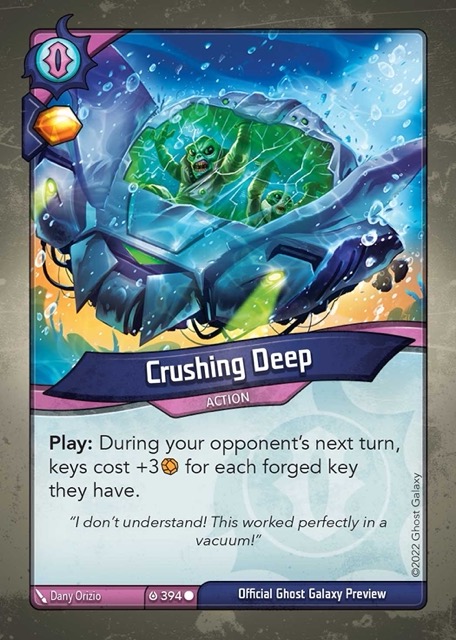 Crushing Deep
ACTION
Play: During your opponent's next turn,
keys cost +3 for each forged key
they have.
"I don't understand! This worked perfectly in a
vacuum!"
©2022 Ghost Galaxy
Dany Orizio
394
Official Ghost Galaxy Preview